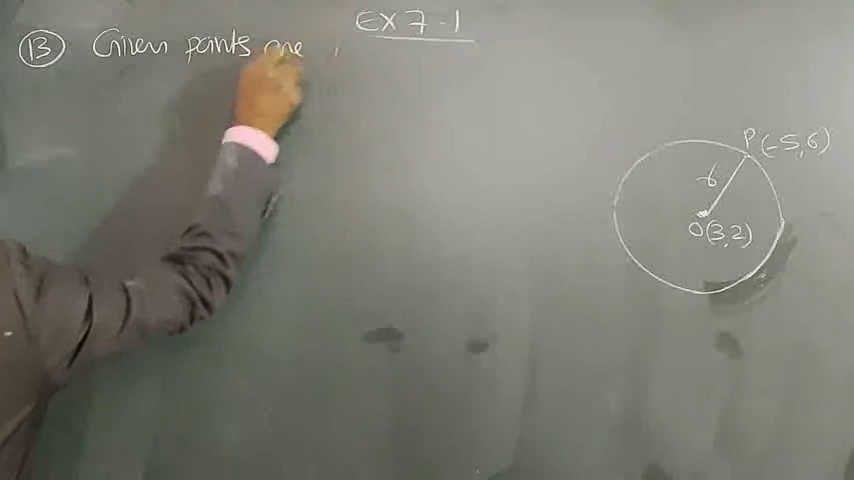 EX 7-1
13 Given points are,
P(-5,6)
r
O(3,2)